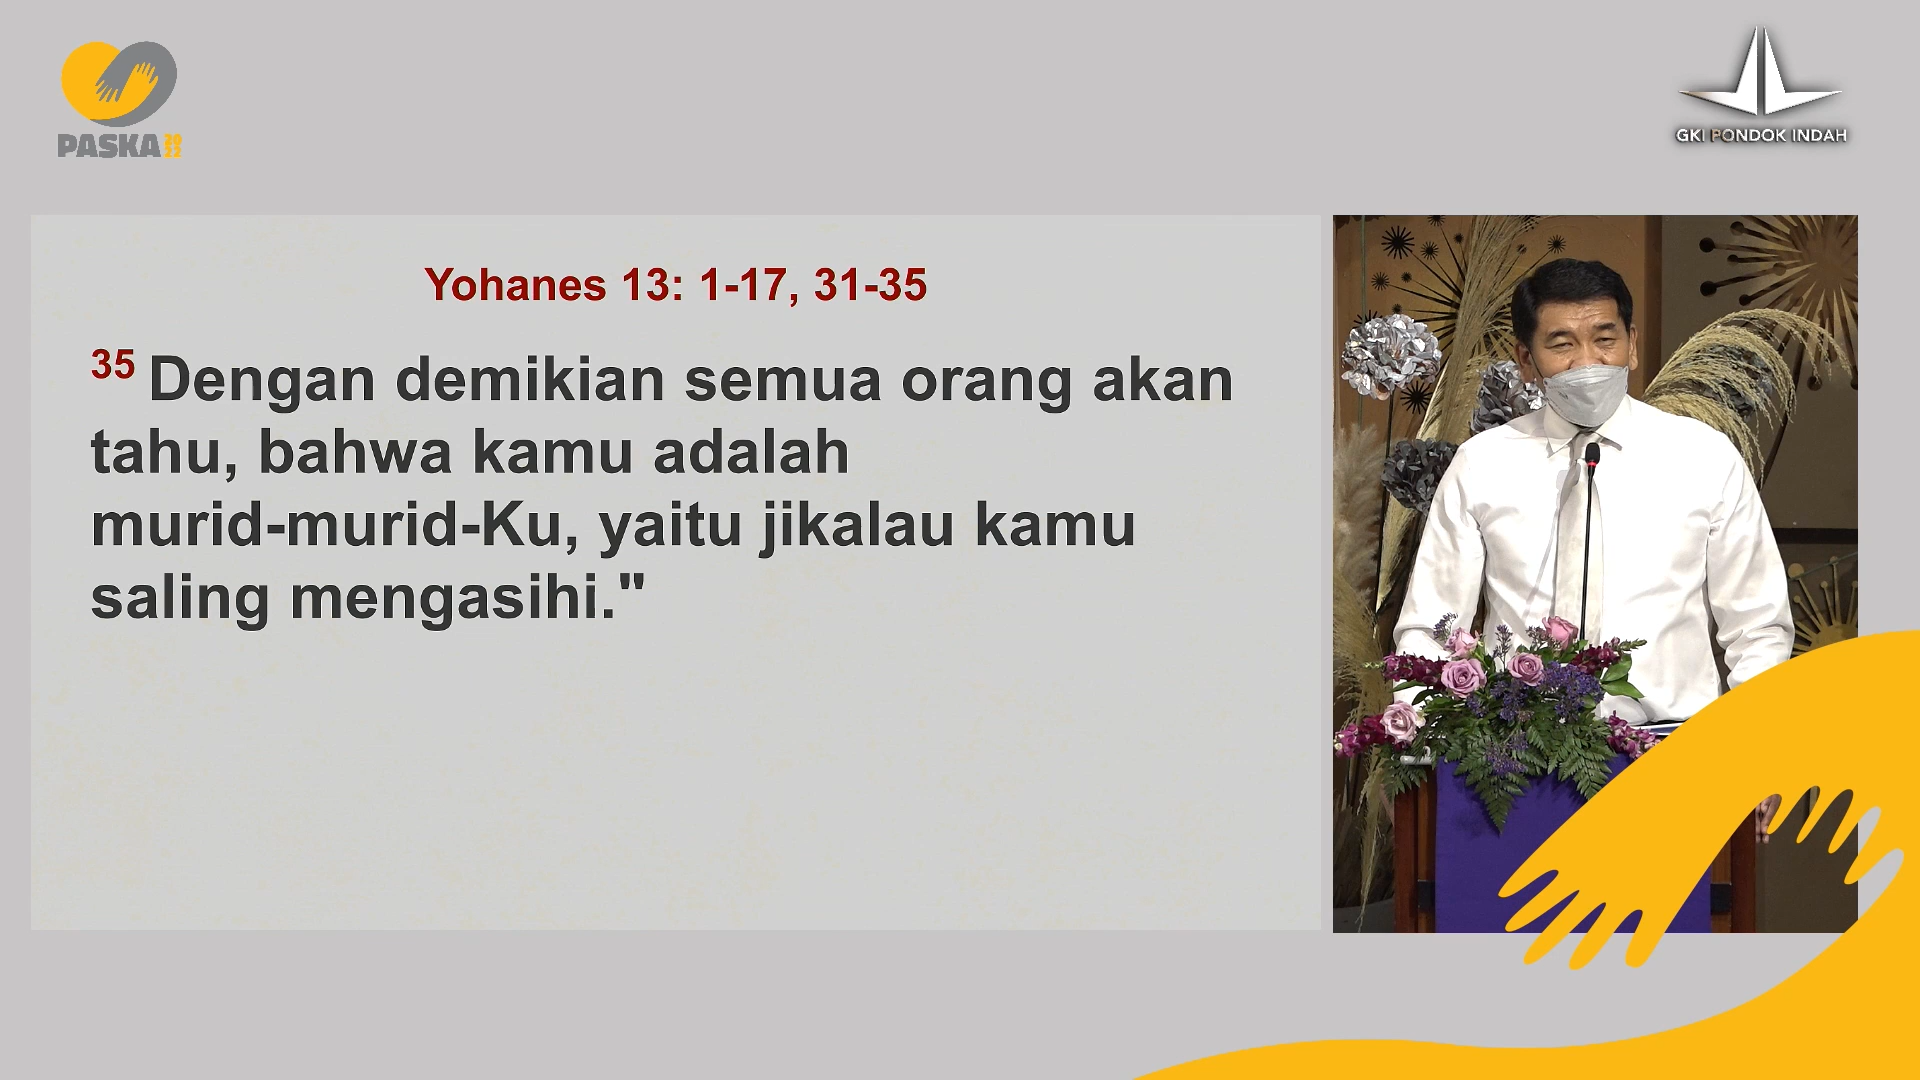 PASKA 2022
GKI PONDOK INDAH
Yohanes 13: 1-17, 31-35
35 Dengan demikian semua orang akan
tahu, bahwa kamu adalah
murid-murid-Ku, yaitu jikalau kamu
saling mengasihi."